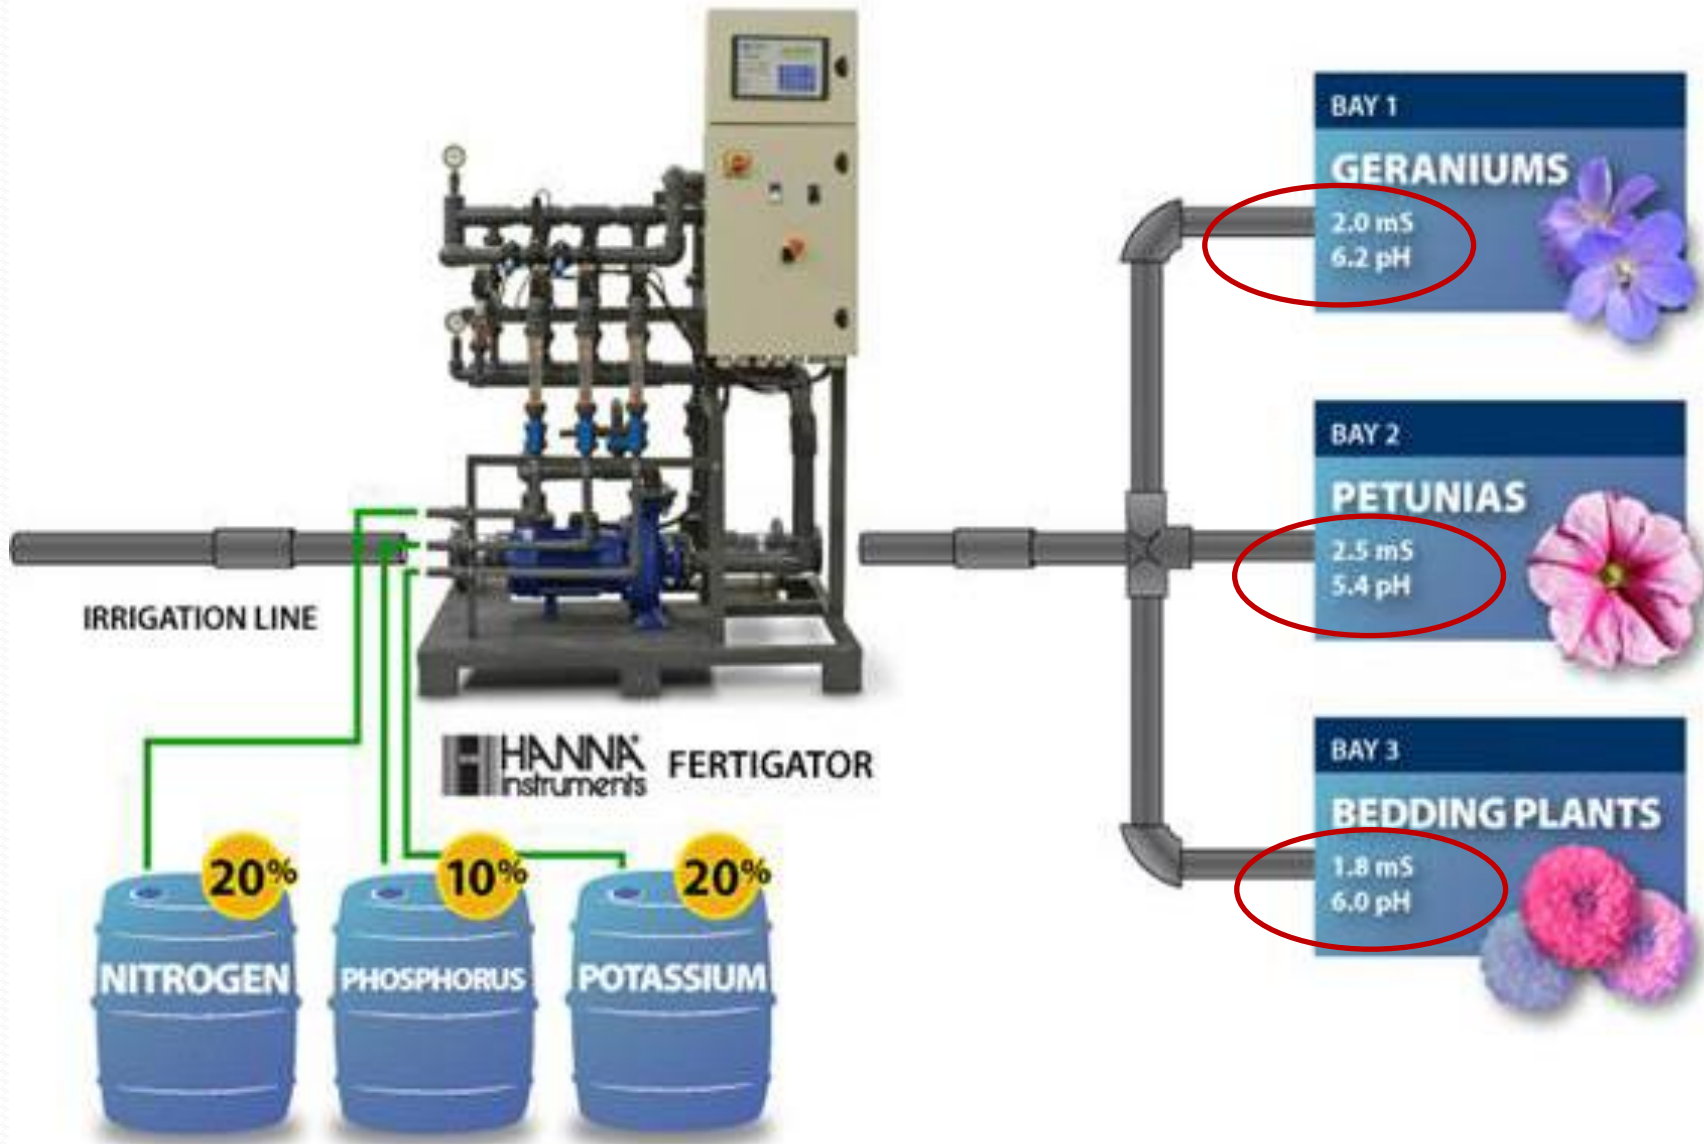 BAY 1
GERANIUMS
2.0 mS
6.2 pH
BAY 2
PETUNIAS
2.5 mS
5.4 pH
IRRIGATION LINE
HANNA
instruments
FERTIGATOR
BAY 3
BEDDING PLANTS
1.8 mS
6.0 pH
20%
10%
20%
NITROGEN
PHOSPHORUS
POTASSIUM